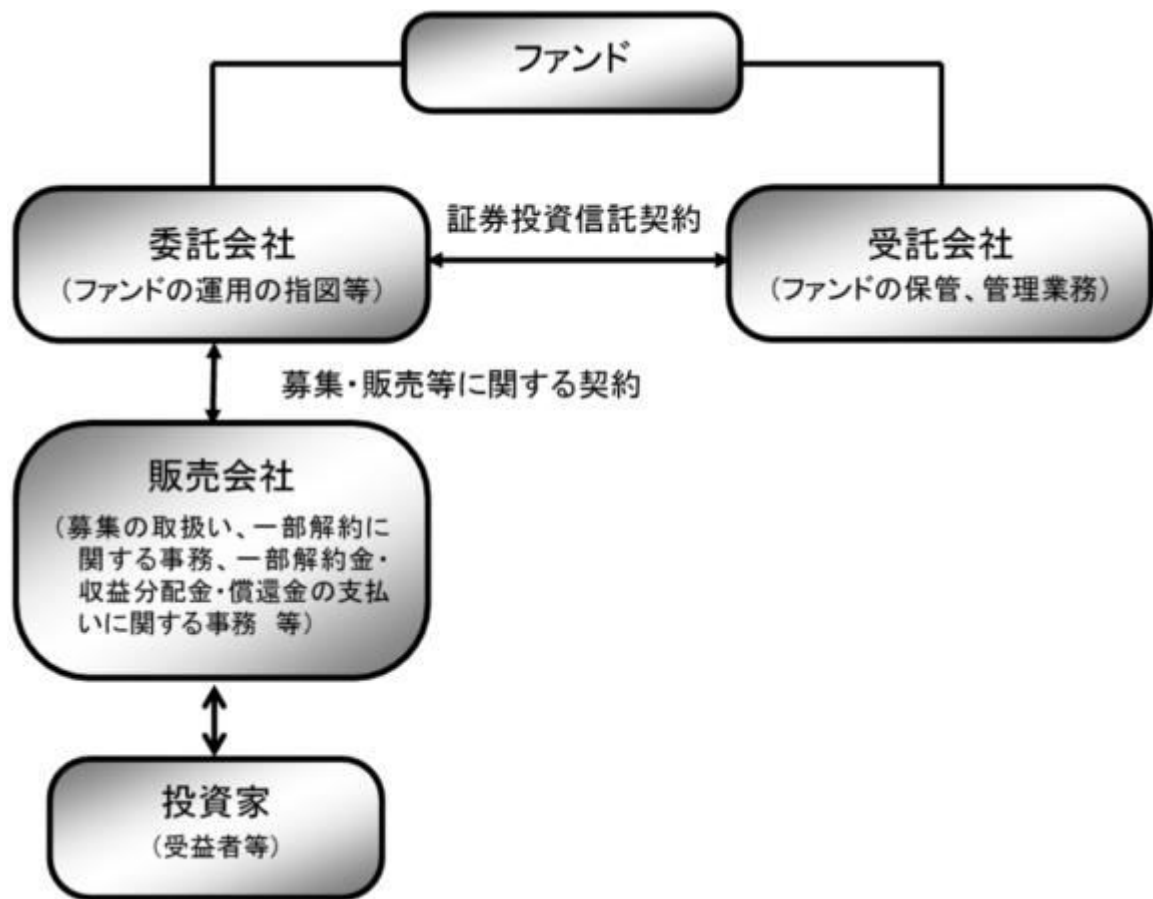 ファンド
委託会社
（ファンドの運用の指図等）
証券投資信託契約
受託会社
（ファンドの保管、管理業務）
募集・販売等に関する契約
販売会社
（募集の取扱い、一部解約に
関する事務、一部解約金・
収益分配金・償還金の支払
いに関する事務　等）
投資家
（受益者等）